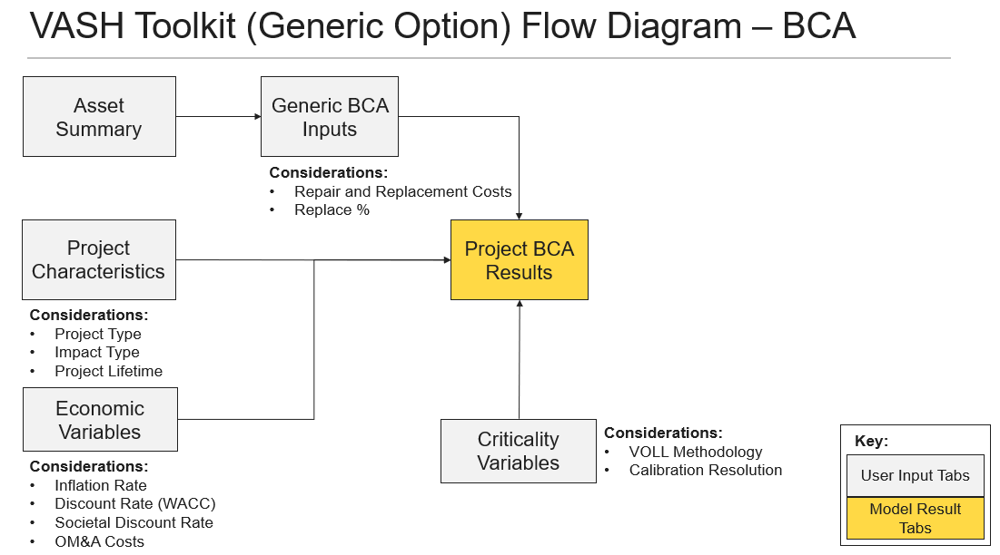 VASH Toolkit (Generic Option) Flow Diagram – BCA
Asset
Summary
Generic BCA
Inputs
Considerations:
• Repair and Replacement Costs
• Replace %
Project
Characteristics
Project BCA
Results
Considerations:
• Project Type
• Impact Type
• Project Lifetime
Economic
Variables
Considerations:
• Inflation Rate
• Discount Rate (WACC)
• Societal Discount Rate
• OM&A Costs
Criticality
Variables
Considerations:
• VOLL Methodology
• Calibration Resolution
Key:
User Input Tabs
Model Result
Tabs